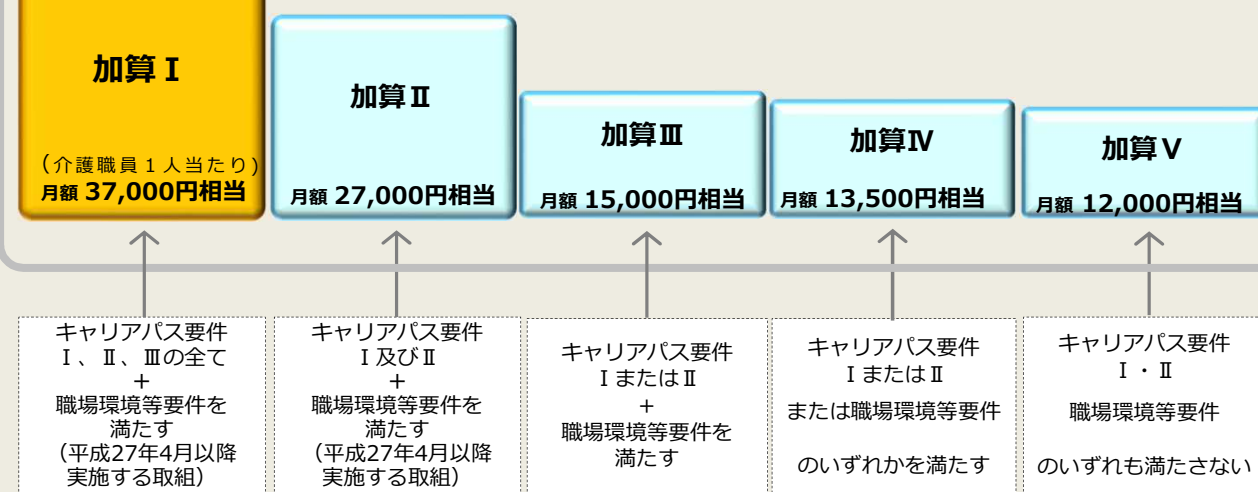 加算Ⅰ
（介護職員１人当たり）
月額 37,000円相当
加算Ⅱ
月額 27,000円相当
加算Ⅲ
月額 15,000円相当
加算Ⅳ
月額 13,500円相当
加算Ⅴ
月額 12,000円相当
キャリアパス要件
Ⅰ、Ⅱ、Ⅲの全て
+
職場環境等要件を
満たす
（平成27年4月以降
実施する取組）
キャリアパス要件
Ⅰ及びⅡ
+
職場環境等要件を
満たす
（平成27年4月以降
実施する取組）
キャリアパス要件
ⅠまたはⅡ
+
職場環境等要件を
満たす
キャリアパス要件
ⅠまたはⅡ
または職場環境等要件
のいずれかを満たす
キャリアパス要件
Ⅰ・Ⅱ
職場環境等要件
のいずれも満たさない